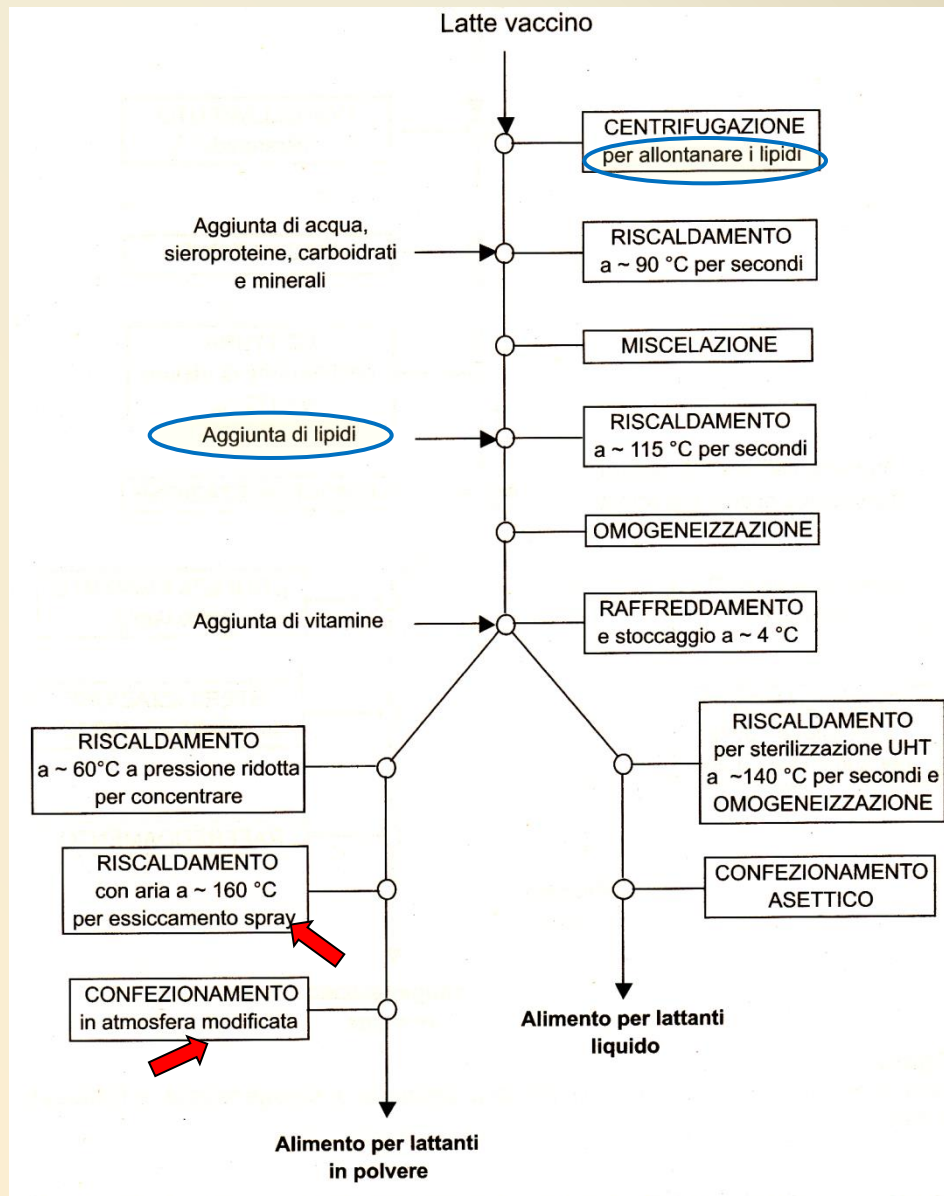 Latte vaccino
CENTRIFUGAZIONE
per allontanare i lipidi
Aggiunta di acqua,
sieroproteine, carboidrati
e minerali
RISCALDAMENTO
a ~ 90 °C per secondi
MISCELAZIONE
Aggiunta di lipidi
RISCALDAMENTO
a ~ 115 °C per secondi
OMOGENEIZZAZIONE
Aggiunta di vitamine
RAFFREDDAMENTO
e stoccaggio a ~ 4 °C
RISCALDAMENTO
a ~ 60°C a pressione ridotta
per concentrare
RISCALDAMENTO
con aria a ~ 160 °C
per essiccamento spray
CONFEZIONAMENTO
in atmosfera modificata
Alimento per lattanti
in polvere
RISCALDAMENTO
per sterilizzazione UHT
a ~140 °C per secondi e
OMOGENEIZZAZIONE
CONFEZIONAMENTO
ASETTICO
Alimento per lattanti
liquido